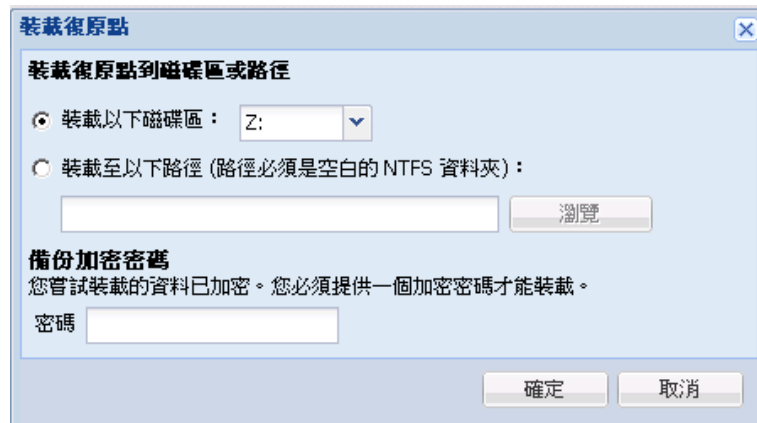 裝載復原點
裝載復原點到磁碟區或路徑
裝載以下磁碟區： Z:
裝載至以下路徑 (路徑必須是空白的 NTFS 資料夾)：
瀏覽
備份加密密碼
您嘗試裝載的資料已加密。您必須提供一個加密密碼才能裝載。
密碼
確定 取消